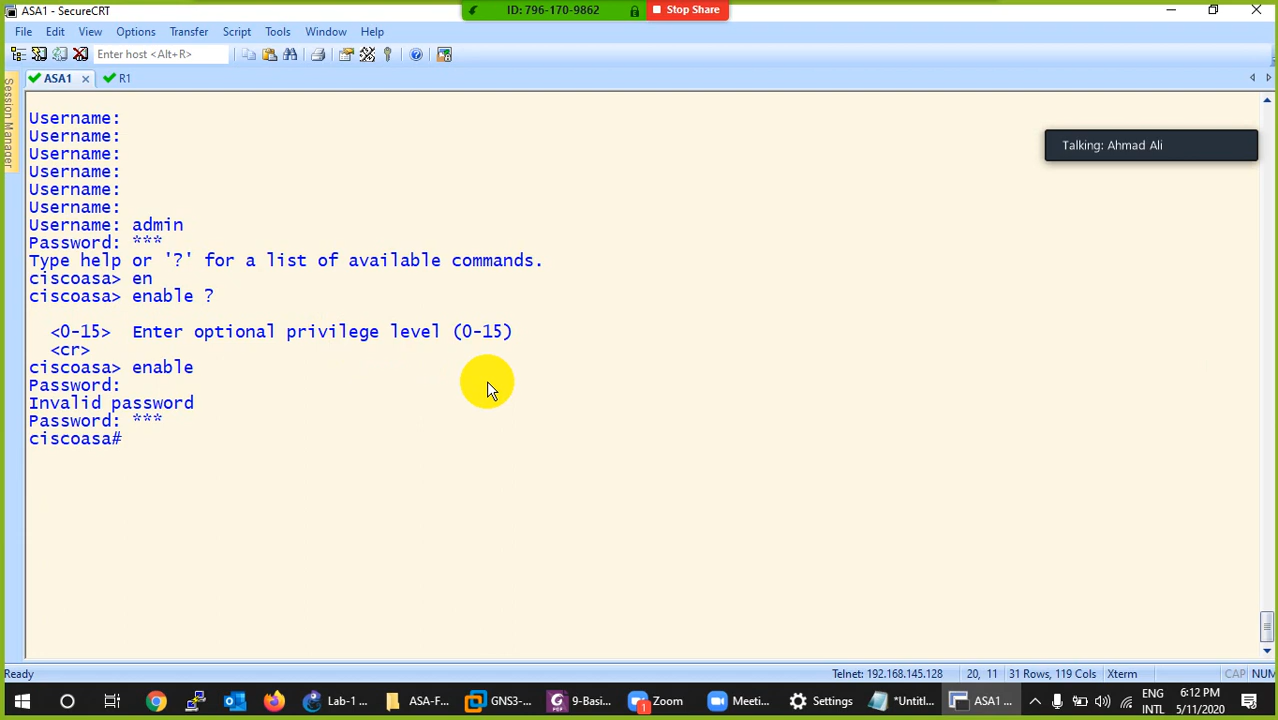 ASA1 - SecureCRT
ID: 796-170-9862
Stop Share
File Edit View Options Transfer Script Tools Window Help
Enter host <Alt+R>
Session Manager
ASA1
R1
Username:
Username:
Username:
Username:
Username:
Username:
Username: admin
Password: ***
Type help or '?' for a list of available commands.
ciscoasa> en
ciscoasa> enable ?
<0-15> Enter optional privilege level (0-15)
<cr>
ciscoasa> enable
Password:
Invalid password
Password: ***
ciscoasa#
Talking: Ahmad Ali
Ready
Telnet: 192.168.145.128
20, 11
31 Rows, 119 Cols
Xterm
CAP
NUM
Lab-1 ...
ASA-F...
GNS3-...
9-Basi...
1
Zoom
Meeti...
Settings
*Untitl...
ASA1 ...
ENG
INTL
6:12 PM
5/11/2020